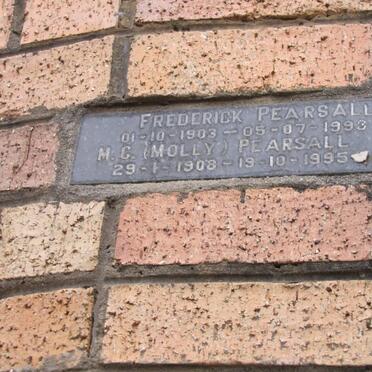 FREDERICK PEARSALL
01-10-1903 — 05-07-1993
M. G. (MOLLY) PEARSALL
29-1-1908 -19-10-1995